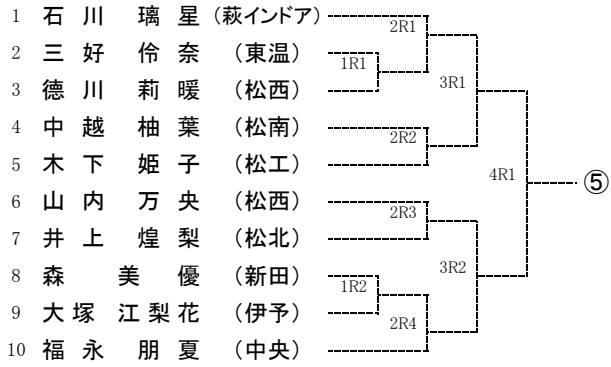 1 石川 璃星 (萩インドア)
2R1
2 三好 伶奈 (東温)
1R1
3 德川 莉暖 (松西)
3R1
4 中越 柚葉 (松南)
2R2
5 木下 姫子 (松工)
4R1 ⑤
6 山内 万央 (松西)
2R3
7 井上 煌梨 (松北)
3R2
8 森 美優 (新田)
1R2
9 大塚 江梨花 (伊予)
2R4
10 福永 朋夏 (中央)